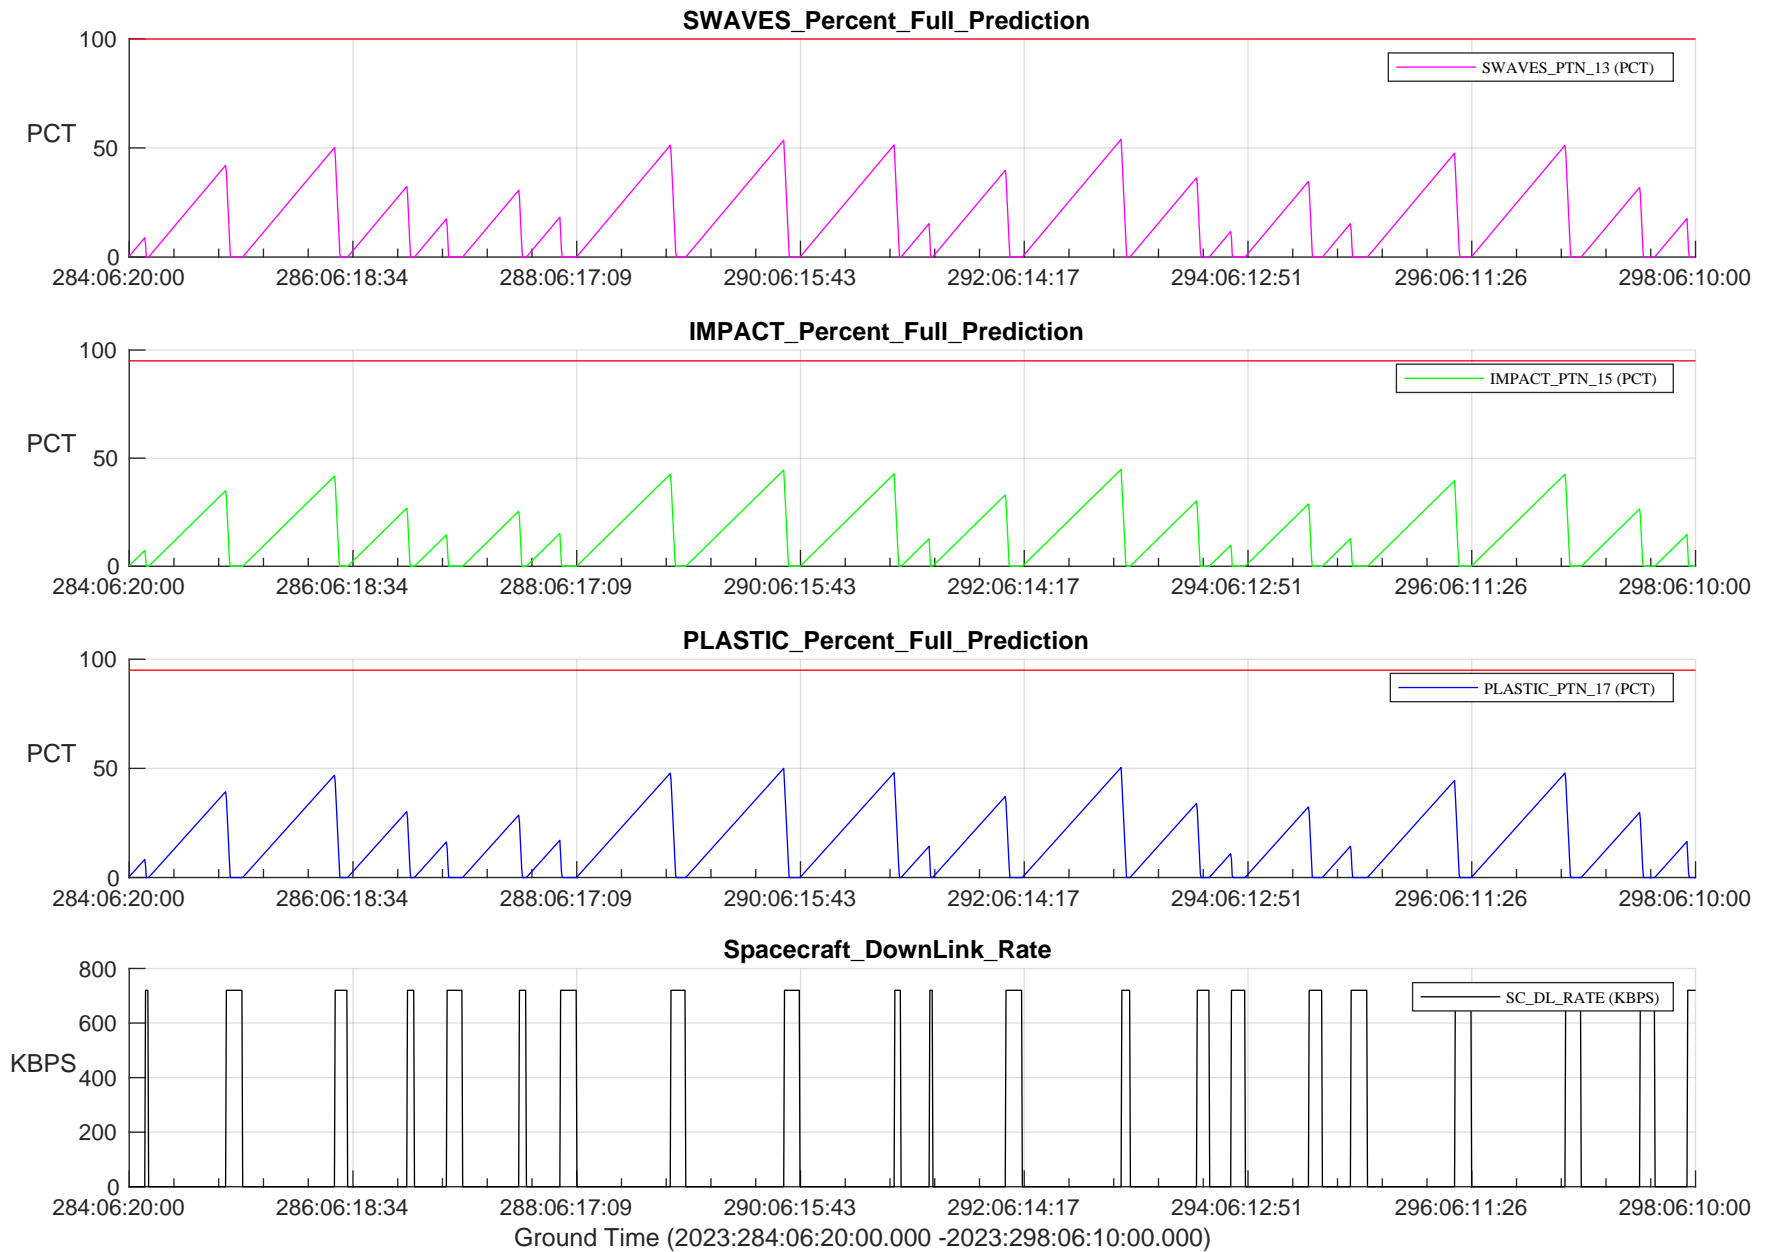 SWAVES_Percent_Full_Prediction
100
SWAVES_PTN_13 (PCT)
PCT
50
0
284:06:20:00 286:06:18:34 288:06:17:09 290:06:15:43 292:06:14:17 294:06:12:51 296:06:11:26 298:06:10:00
IMPACT_Percent_Full_Prediction
100
IMPACT_PTN_15 (PCT)
PCT
50
0
284:06:20:00 286:06:18:34 288:06:17:09 290:06:15:43 292:06:14:17 294:06:12:51 296:06:11:26 298:06:10:00
PLASTIC_Percent_Full_Prediction
100
PLASTIC_PTN_17 (PCT)
PCT
50
0
284:06:20:00 286:06:18:34 288:06:17:09 290:06:15:43 292:06:14:17 294:06:12:51 296:06:11:26 298:06:10:00
Spacecraft_DownLink_Rate
800
SC_DL_RATE (KBPS)
600
KBPS
400
200
0
284:06:20:00 286:06:18:34 288:06:17:09 290:06:15:43 292:06:14:17 294:06:12:51 296:06:11:26 298:06:10:00
Ground Time (2023:284:06:20:00.000 -2023:298:06:10:00.000)